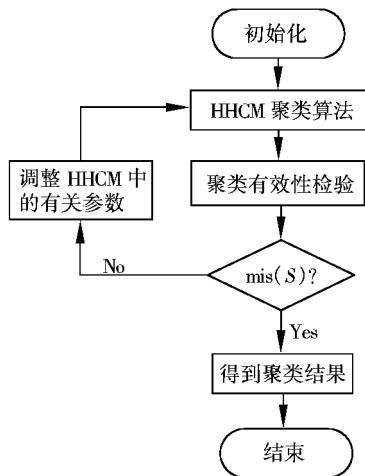 初始化
HHCM 聚类算法
调整 HHCM 中
的有关参数
聚类有效性检验
No
mis(S)?
Yes
得到聚类结果
结束